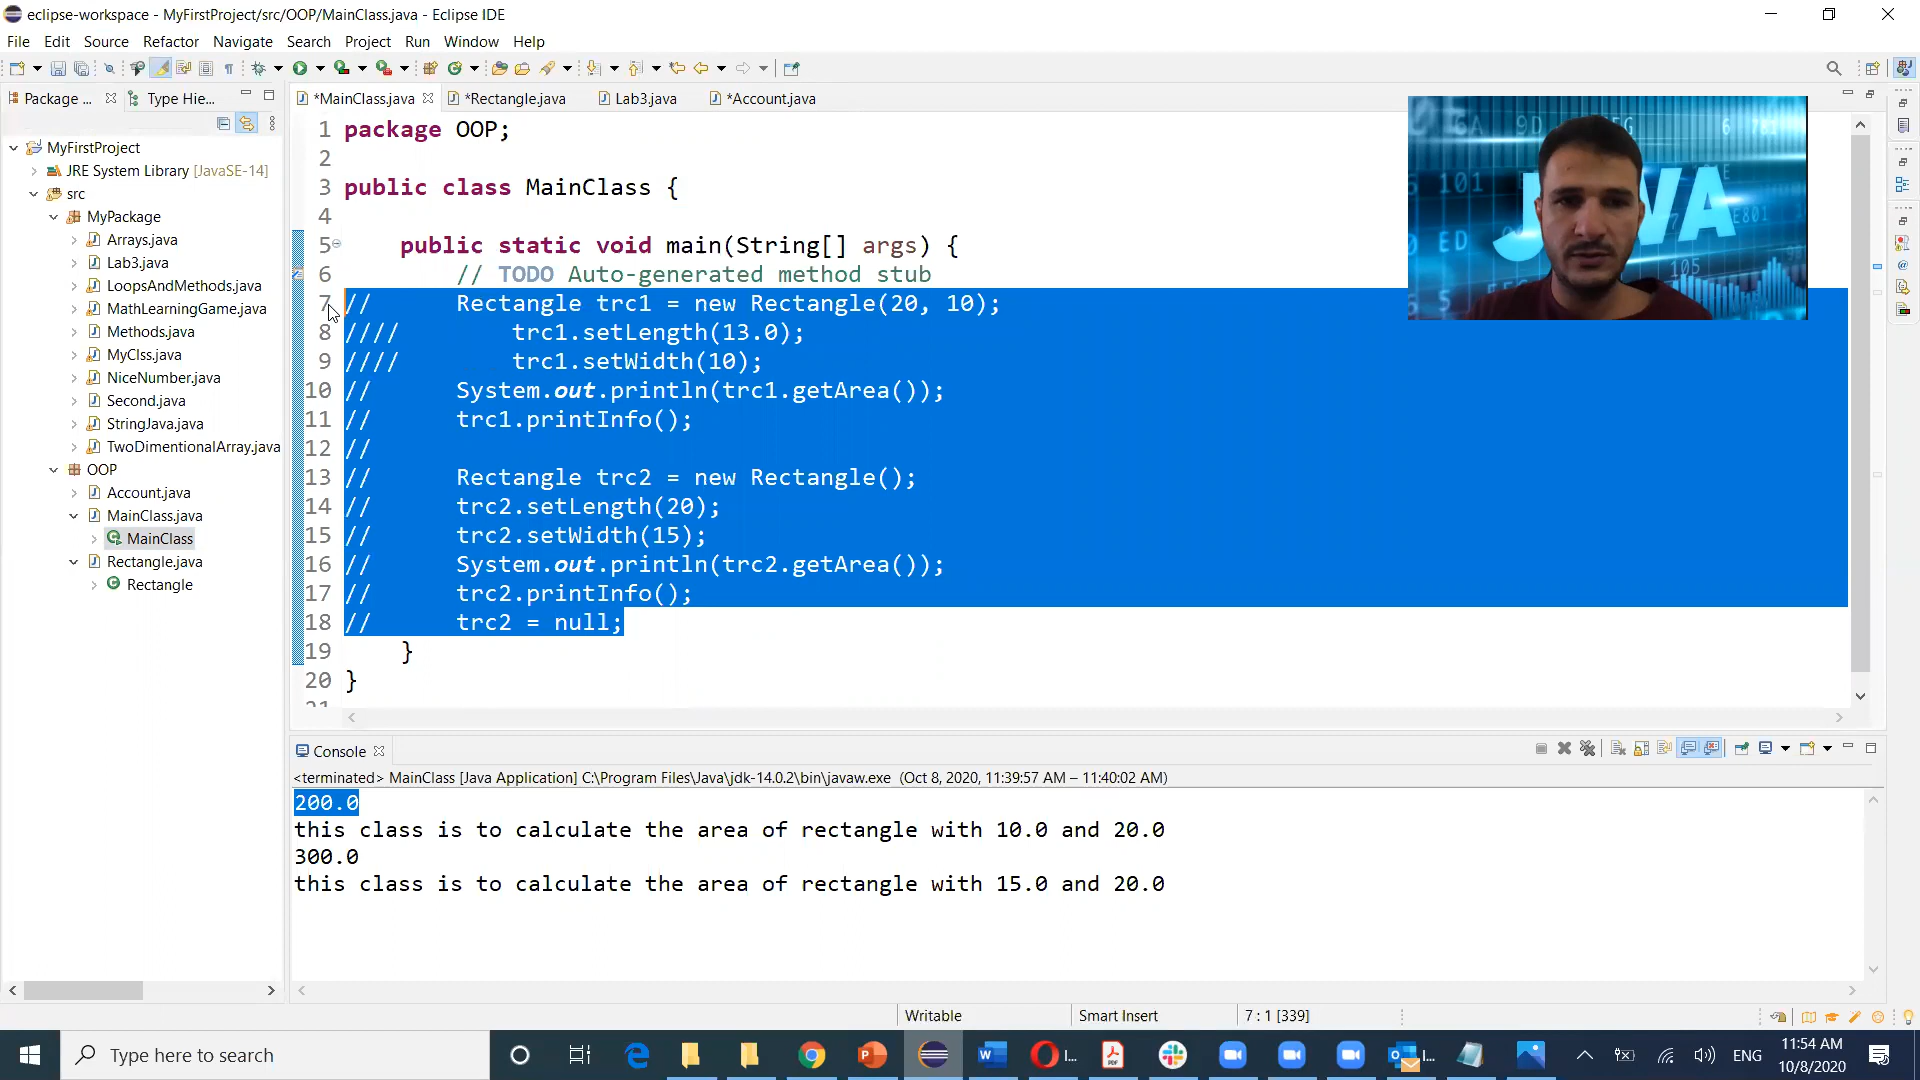 eclipse-workspace - MyFirstProject/src/OOP/MainClass.java - Eclipse IDE
File Edit Source Refactor Navigate Search Project Run Window Help
Package ... Type Hie...
*MainClass.java *Rectangle.java Lab3.java *Account.java
MyFirstProject
JRE System Library [JavaSE-14]
src
MyPackage
Arrays.java
Lab3.java
LoopsAndMethods.java
MathLearningGame.java
Methods.java
MyClss.java
NiceNumber.java
Second.java
StringJava.java
TwoDimentionalArray.java
OOP
Account.java
MainClass.java
MainClass
Rectangle.java
Rectangle
1 package OOP;
2
3 public class MainClass {
4
5 public static void main(String[] args) {
6 // TODO Auto-generated method stub
7 // Rectangle trc1 = new Rectangle(20, 10);
8 //// trc1.setLength(13.0);
9 //// trc1.setWidth(10);
10 // System.out.println(trc1.getArea());
11 // trc1.printInfo();
12 //
13 // Rectangle trc2 = new Rectangle();
14 // trc2.setLength(20);
15 // trc2.setWidth(15);
16 // System.out.println(trc2.getArea());
17 // trc2.printInfo();
18 // trc2 = null;
19 }
20 }
21
JAVA
Console
<terminated> MainClass [Java Application] C:\Program Files\Java\jdk-14.0.2\bin\javaw.exe (Oct 8, 2020, 11:39:57 AM – 11:40:02 AM)
200.0
this class is to calculate the area of rectangle with 10.0 and 20.0
300.0
this class is to calculate the area of rectangle with 15.0 and 20.0
Writable Smart Insert 7 : 1 [339]
Type here to search
I... I...
ENG
11:54 AM
10/8/2020